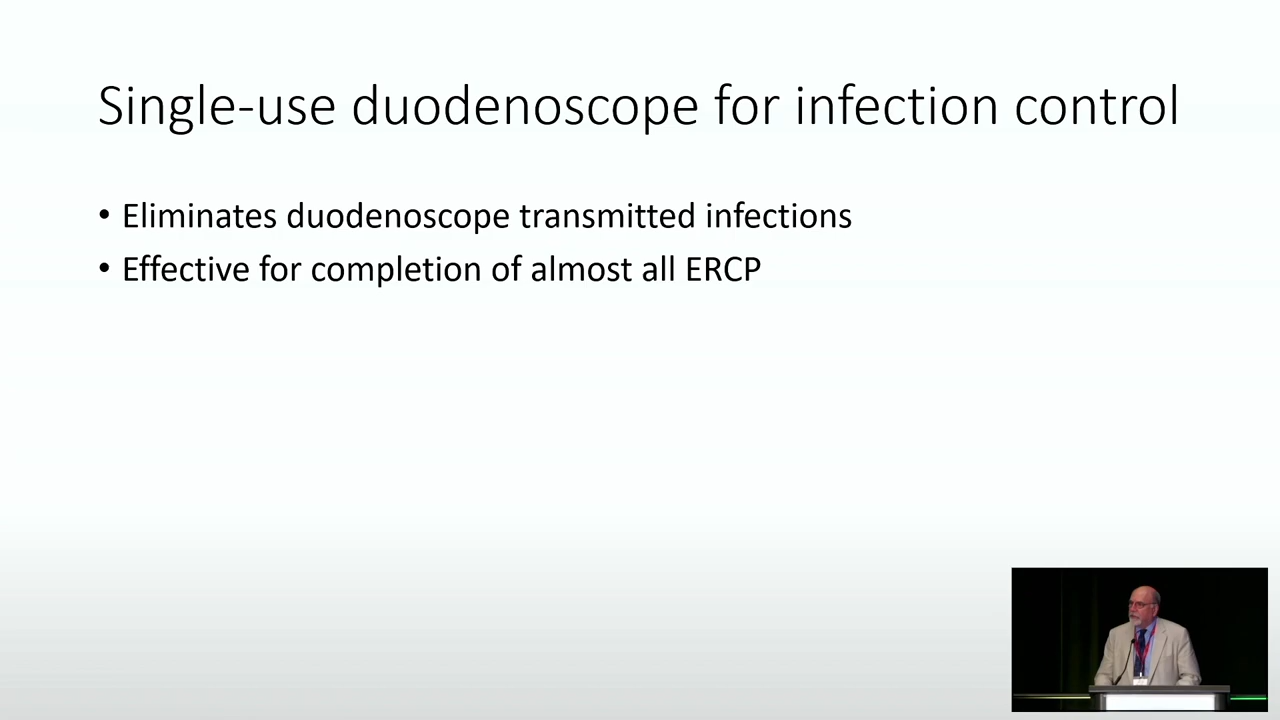 Single-use duodenoscope for infection control
• Eliminates duodenoscope transmitted infections
• Effective for completion of almost all ERCP